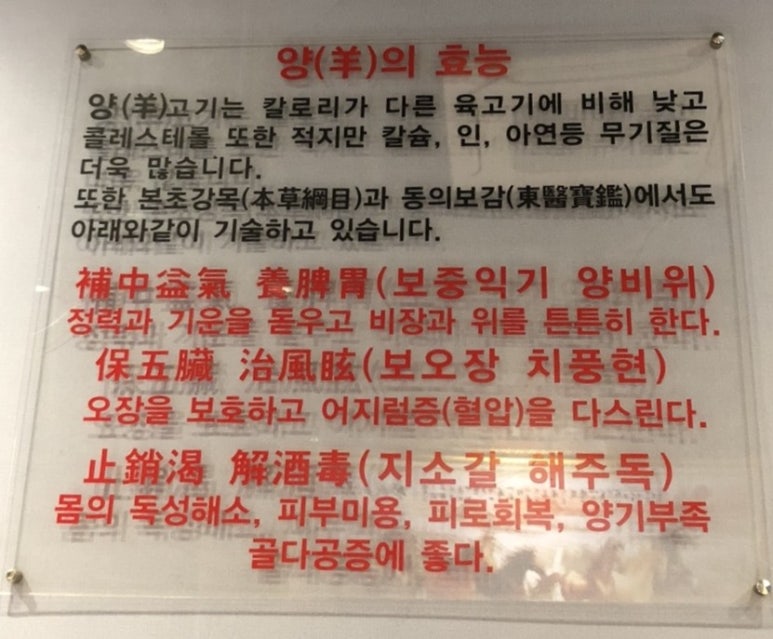 양(羊)의 효능
양(羊)고기는 칼로리가 다른 육고기에 비해 낮고
콜레스테롤 또한 적지만 칼슘, 인, 아연등 무기질은
더욱 많습니다.
또한 본초강목(本草綱目)과 동의보감(東醫寶鑑)에서도
아래와같이 기술하고 있습니다.
補中益氣 養脾胃(보중익기 양비위)
정력과 기운을 돋우고 비장과 위를 튼튼히 한다.
保五臟 治風眩(보오장 치풍현)
오장을 보호하고 어지럼증(혈압)을 다스린다.
止銷渴 解酒毒(지소갈 해주독)
몸의 독성해소, 피부미용, 피로회복, 양기부족
골다공증에 좋다.